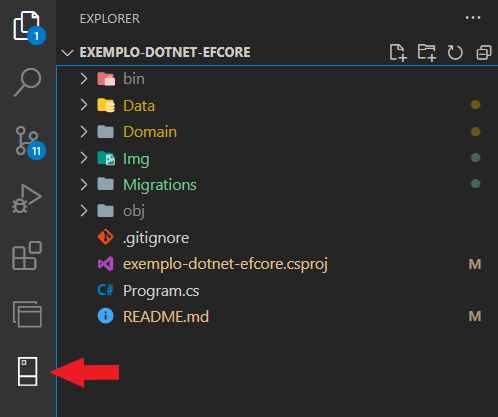 EXPLORER
EXEMPLO-DOTNET-EFCORE
bin
Data
Domain
Img
Migrations
obj
.gitignore
exemplo-dotnet-efcore.csproj M
C# Program.cs
README.md M
1
11